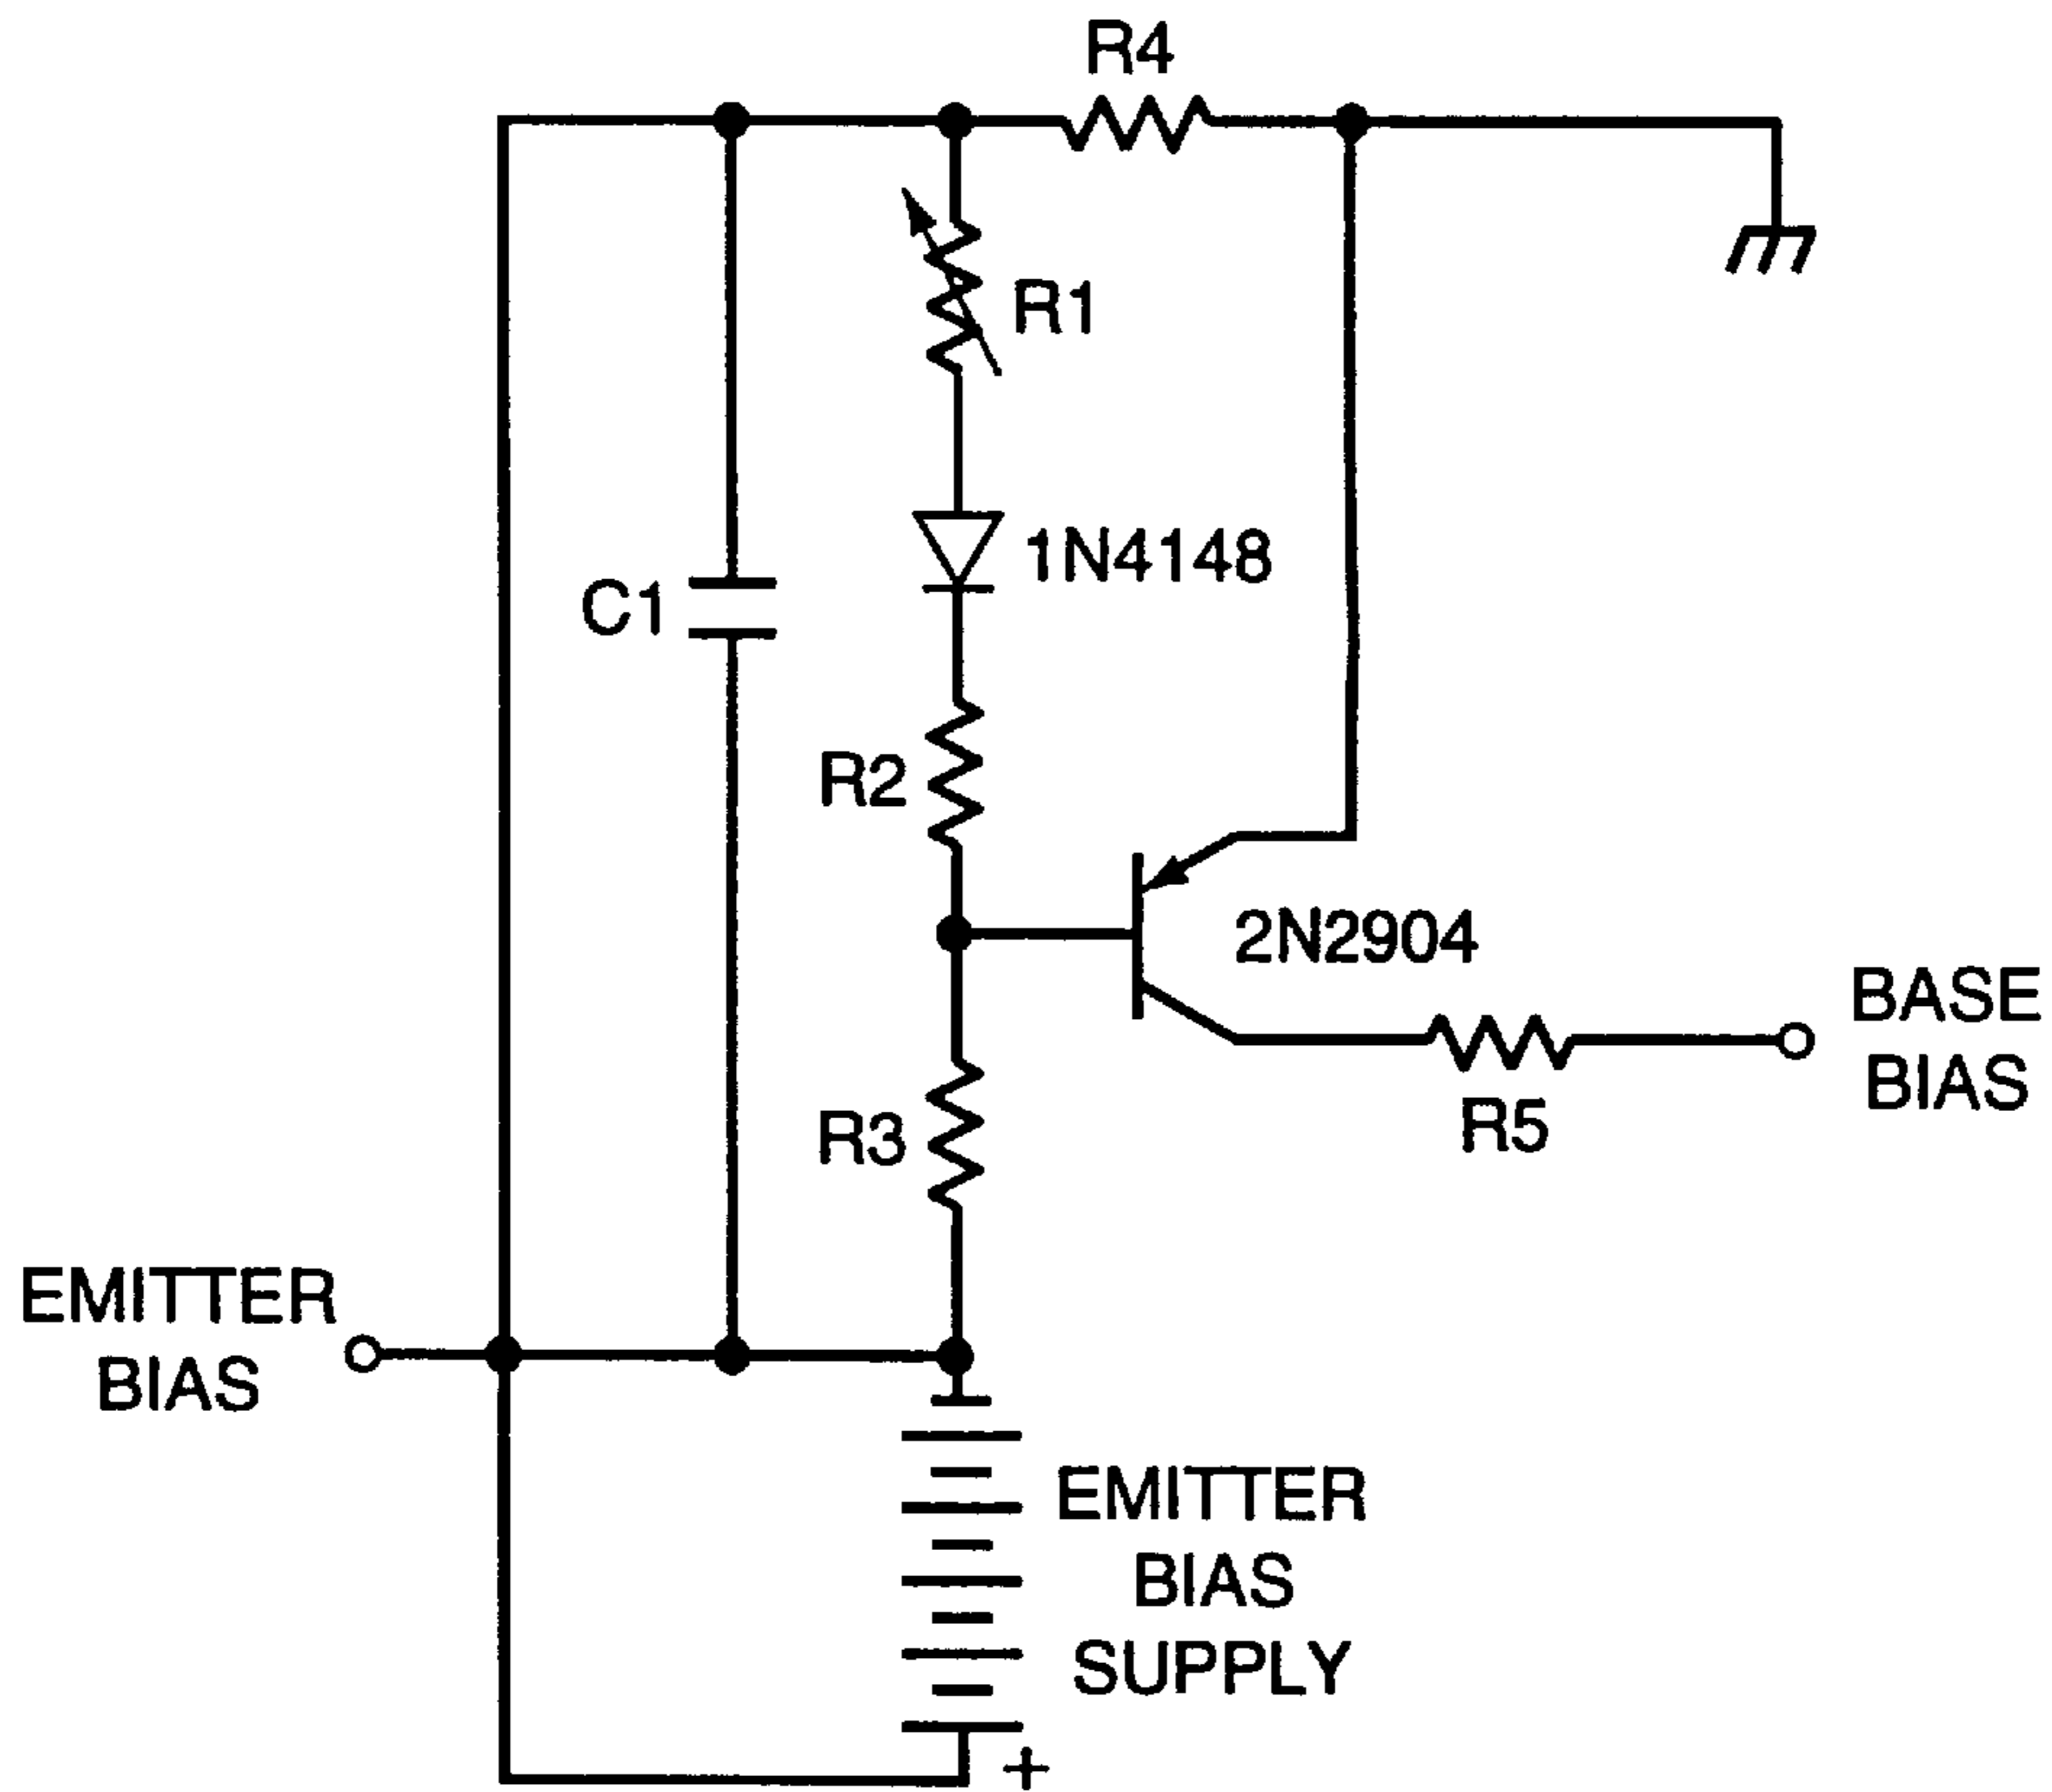 R4
R1
1N4148
C1
R2
2N2904
BASE
BIAS
R5
R3
EMITTER
BIAS
EMITTER
BIAS
SUPPLY
+